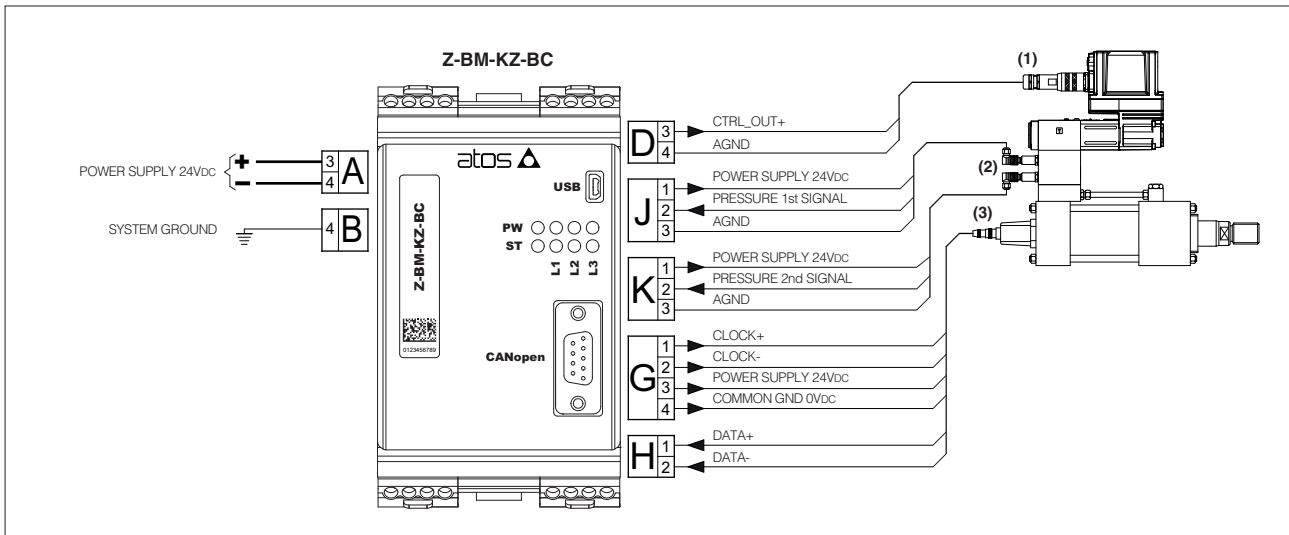 Z-BM-KZ-BC
(1)
POWER SUPPLY 24VDC
+
-
3
4
A
SYSTEM GROUND
4
B
atos
USB
PW
ST
L1
L2
L3
Z-BM-KZ-BC
0123456789
CANopen
D
3
CTRL_OUT+
4
AGND
J
1
POWER SUPPLY 24VDC
2
PRESSURE 1st SIGNAL
3
AGND
K
1
POWER SUPPLY 24VDC
2
PRESSURE 2nd SIGNAL
3
AGND
G
1
CLOCK+
2
CLOCK-
3
POWER SUPPLY 24VDC
4
COMMON GND 0VDC
H
1
DATA+
2
DATA-
(2)
(3)
T